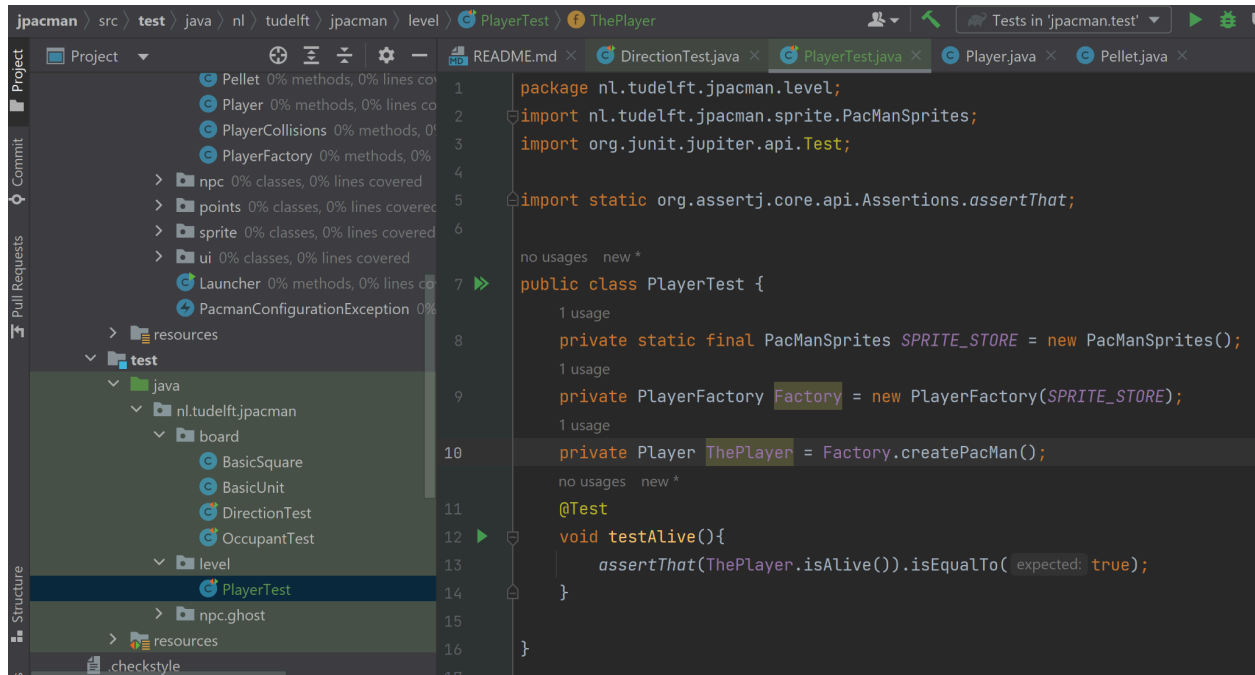 jpacman 〉 src 〉 test 〉 java 〉 nl 〉 tudelft 〉 jpacman 〉 level 〉 PlayerTest 〉 ThePlayer
Tests in 'jpacman.test'
Project
README.md
DirectionTest.java
PlayerTest.java
Player.java
Pellet.java
Project
Commit
Pull Requests
Structure
Pellet 0% methods, 0% lines cov
Player 0% methods, 0% lines co
PlayerCollisions 0% methods, 0%
PlayerFactory 0% methods, 0%
npc 0% classes, 0% lines covered
points 0% classes, 0% lines covered
sprite 0% classes, 0% lines covered
ui 0% classes, 0% lines covered
Launcher 0% methods, 0% lines co
PacmanConfigurationException 0%
resources
test
java
nl.tudelft.jpacman
board
BasicSquare
BasicUnit
DirectionTest
OccupantTest
level
PlayerTest
npc.ghost
resources
.checkstyle
1 package nl.tudelft.jpacman.level;
2 import nl.tudelft.jpacman.sprite.PacManSprites;
3 import org.junit.jupiter.api.Test;
4
5 import static org.assertj.core.api.Assertions.assertThat;
6
no usages new *
7 public class PlayerTest {
1 usage
8 private static final PacManSprites SPRITE_STORE = new PacManSprites();
1 usage
9 private PlayerFactory Factory = new PlayerFactory(SPRITE_STORE);
1 usage
10 private Player ThePlayer = Factory.createPacMan();
no usages new *
11 @Test
12 void testAlive(){
13 assertThat(ThePlayer.isAlive()).isEqualTo( expected: true);
14 }
15
16 }